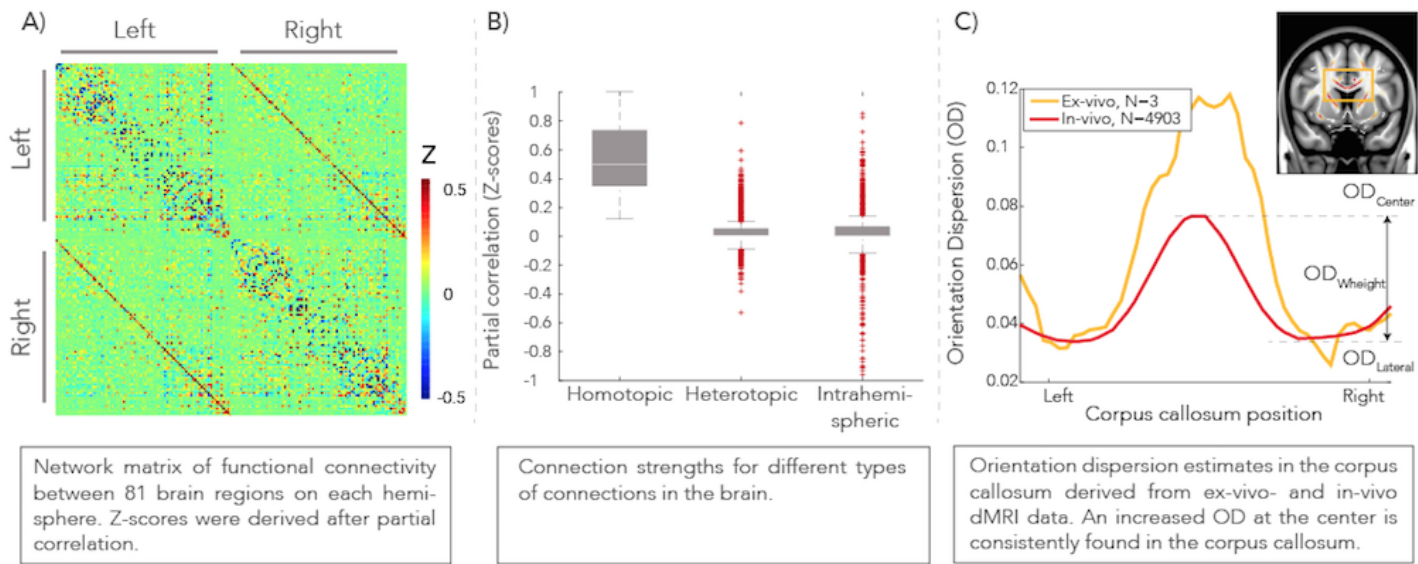 A)
Left
Right
Left
Right
Z
0.5
0
-0.5
Network matrix of functional connectivity
between 81 brain regions on each hemi-
sphere. Z-scores were derived after partial
correlation.
B)
Partial correlation (Z-scores)
1
0.8
0.6
0.4
0.2
0
-0.2
-0.4
-0.6
-0.8
-1
Homotopic
Heterotopic
Intrahemi-
spheric
Connection strengths for different types
of connections in the brain.
C)
Orientation Dispersion (OD)
0.12
0.1
0.08
0.06
0.04
0.02
Ex-vivo, N=3
In-vivo, N=4903
OD Center
OD Wheight
OD Lateral
Left
Right
Corpus callosum position
Orientation dispersion estimates in the corpus
callosum derived from ex-vivo- and in-vivo
dMRI data. An increased OD at the center is
consistently found in the corpus callosum.